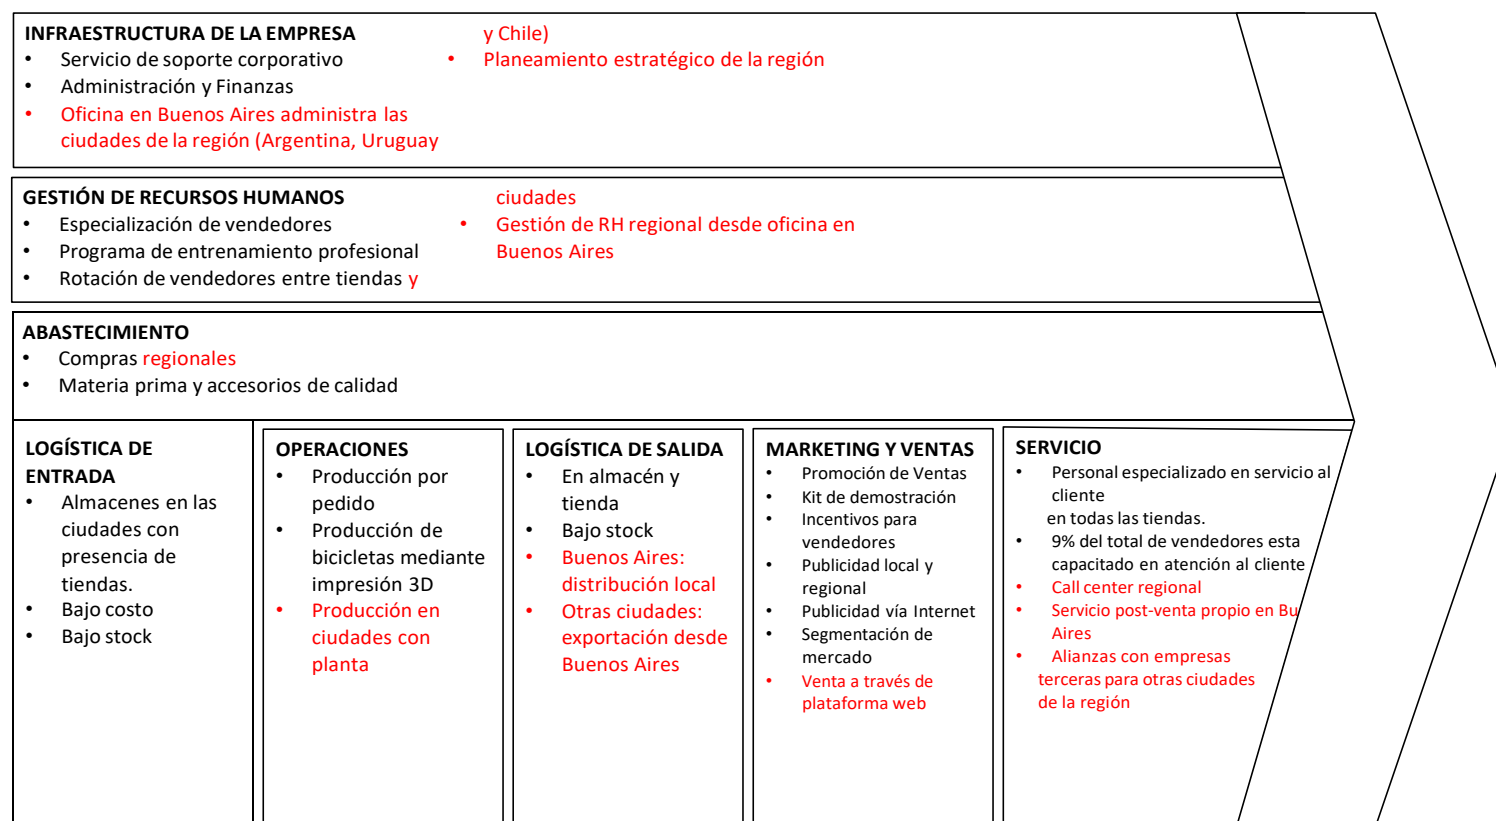 INFRAESTRUCTURA DE LA EMPRESA
• Servicio de soporte corporativo
• Administración y Finanzas
• Oficina en Buenos Aires administra las
ciudades de la región (Argentina, Uruguay
y Chile)
• Planeamiento estratégico de la región
GESTIÓN DE RECURSOS HUMANOS
• Especialización de vendedores
• Programa de entrenamiento profesional
• Rotación de vendedores entre tiendas y
ciudades
• Gestión de RH regional desde oficina en
Buenos Aires
ABASTECIMIENTO
• Compras regionales
• Materia prima y accesorios de calidad
LOGÍSTICA DE
ENTRADA
• Almacenes en las
ciudades con
presencia de
tiendas.
• Bajo costo
• Bajo stock
OPERACIONES
• Producción por
pedido
• Producción de
bicicletas mediante
impresión 3D
• Producción en
ciudades con
planta
LOGÍSTICA DE SALIDA
• En almacén y
tienda
• Bajo stock
• Buenos Aires:
distribución local
• Otras ciudades:
exportación desde
Buenos Aires
MARKETING Y VENTAS
• Promoción de Ventas
• Kit de demostración
• Incentivos para
vendedores
• Publicidad local y
regional
• Publicidad vía Internet
• Segmentación de
mercado
• Venta a través de
plataforma web
SERVICIO
• Personal especializado en servicio al
cliente
en todas las tiendas.
• 9% del total de vendedores esta
capacitado en atención al cliente
• Call center regional
• Servicio post-venta propio en Bu
Aires
• Alianzas con empresas
terceras para otras ciudades
de la región